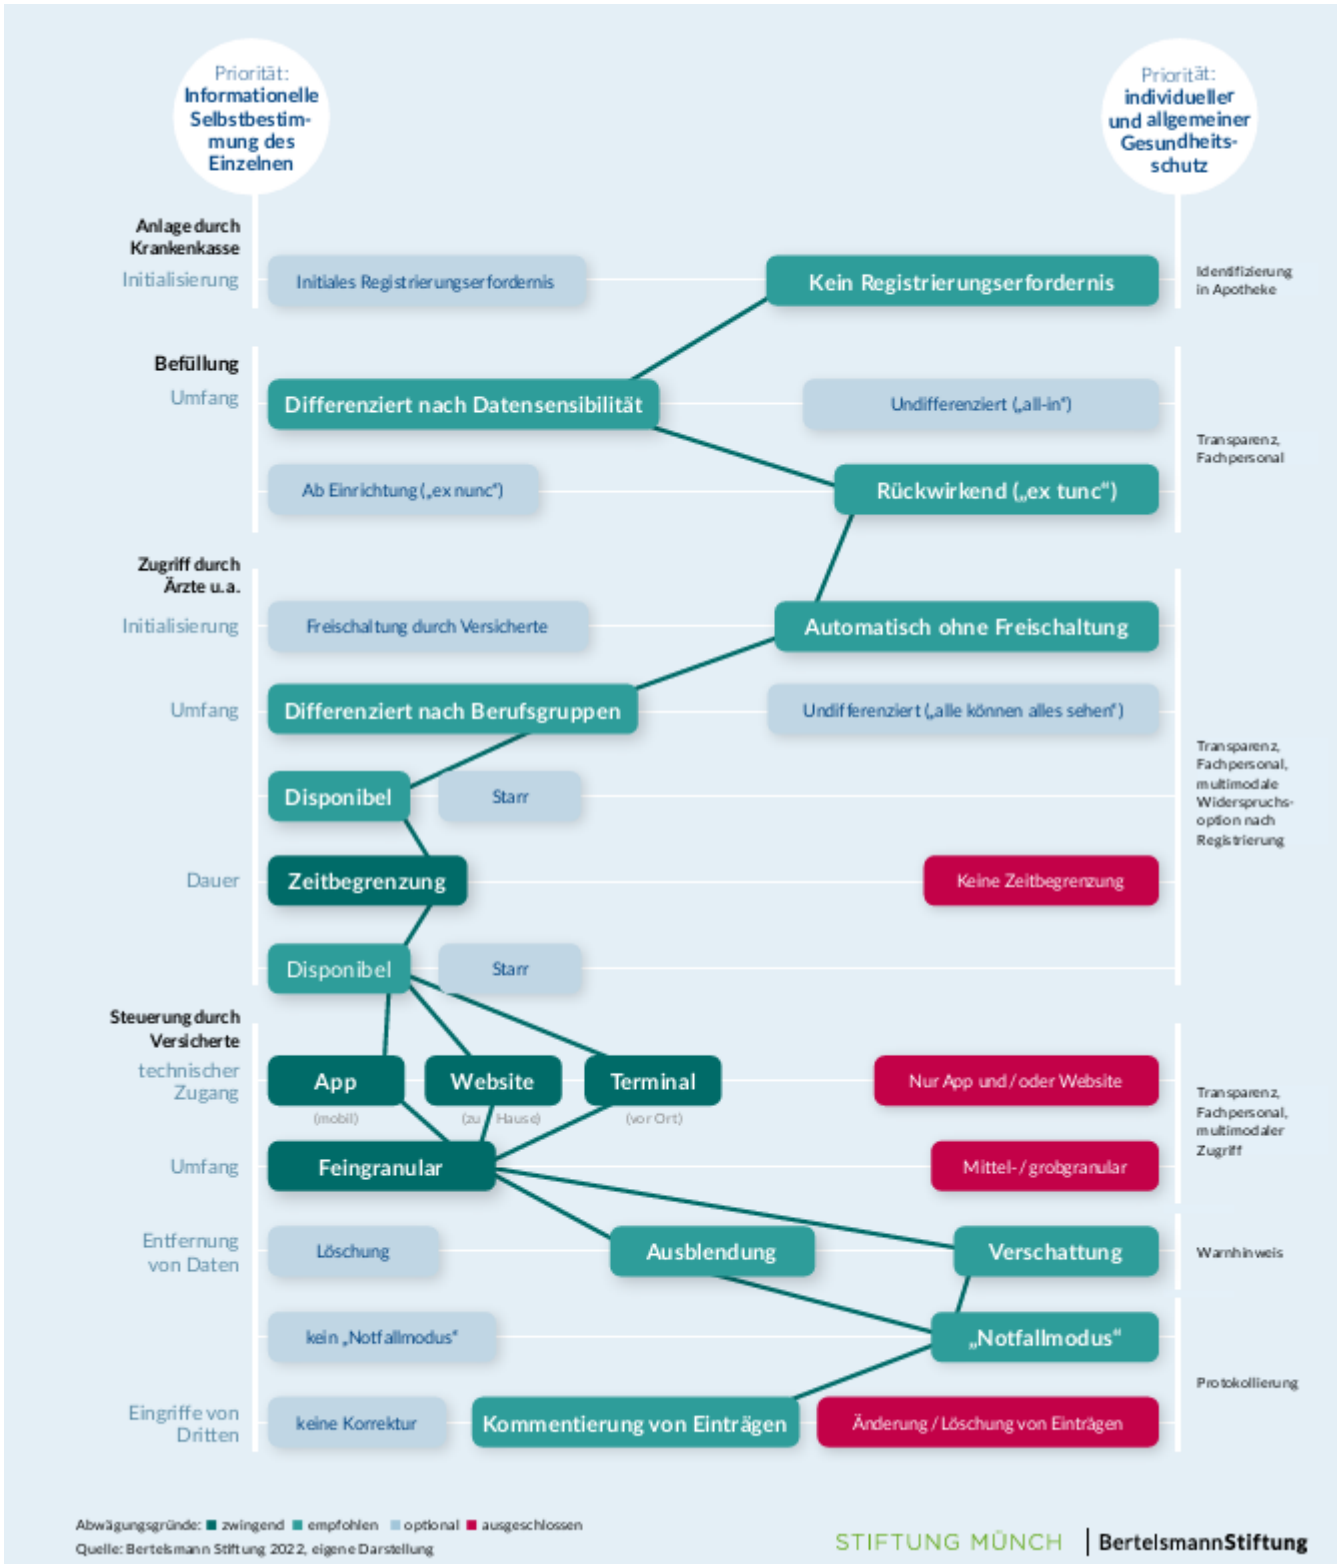 Priorität:
Informationelle
Selbstbestim-
mung des
Einzelnen
Priorität:
individueller
und allgemeiner
Gesundheits-
schutz
Anlage durch
Krankenkasse
Initialisierung
Initiales Registrierungserfordernis
Kein Registrierungserfordernis
Identifizierung
in Apotheke
Befüllung
Umfang
Differenziert nach Datensensibilität
Undifferenziert („all-in“)
Transparenz,
Fachpersonal
Ab Einrichtung („ex nunc“)
Rückwirkend („ex tunc“)
Zugriff durch
Ärzte u.a.
Initialisierung
Freischaltung durch Versicherte
Automatisch ohne Freischaltung
Umfang
Differenziert nach Berufsgruppen
Undifferenziert („alle können alles sehen“)
Disponibel
Starr
Transparenz,
Fachpersonal,
multimodale
Widerspruchs-
option nach
Registrierung
Dauer
Zeitbegrenzung
Keine Zeitbegrenzung
Disponibel
Starr
Steuerung durch
Versicherte
technischer
Zugang
App
(mobil)
Website
(zu Hause)
Terminal
(vor Ort)
Nur App und / oder Website
Transparenz,
Fachpersonal,
multimodaler
Zugriff
Umfang
Feingranular
Mittel- / grobgranular
Entfernung
von Daten
Löschung
Ausblendung
Verschattung
Warnhinweis
kein „Notfallmodus“
„Notfallmodus“
Protokollierung
Eingriffe von
Dritten
keine Korrektur
Kommentierung von Einträgen
Änderung / Löschung von Einträgen
Abwägungsgründe: zwingend empfohlen optional ausgeschlossen
Quelle: Bertelsmann Stiftung 2022, eigene Darstellung
STIFTUNG MÜNCH
BertelsmannStiftung